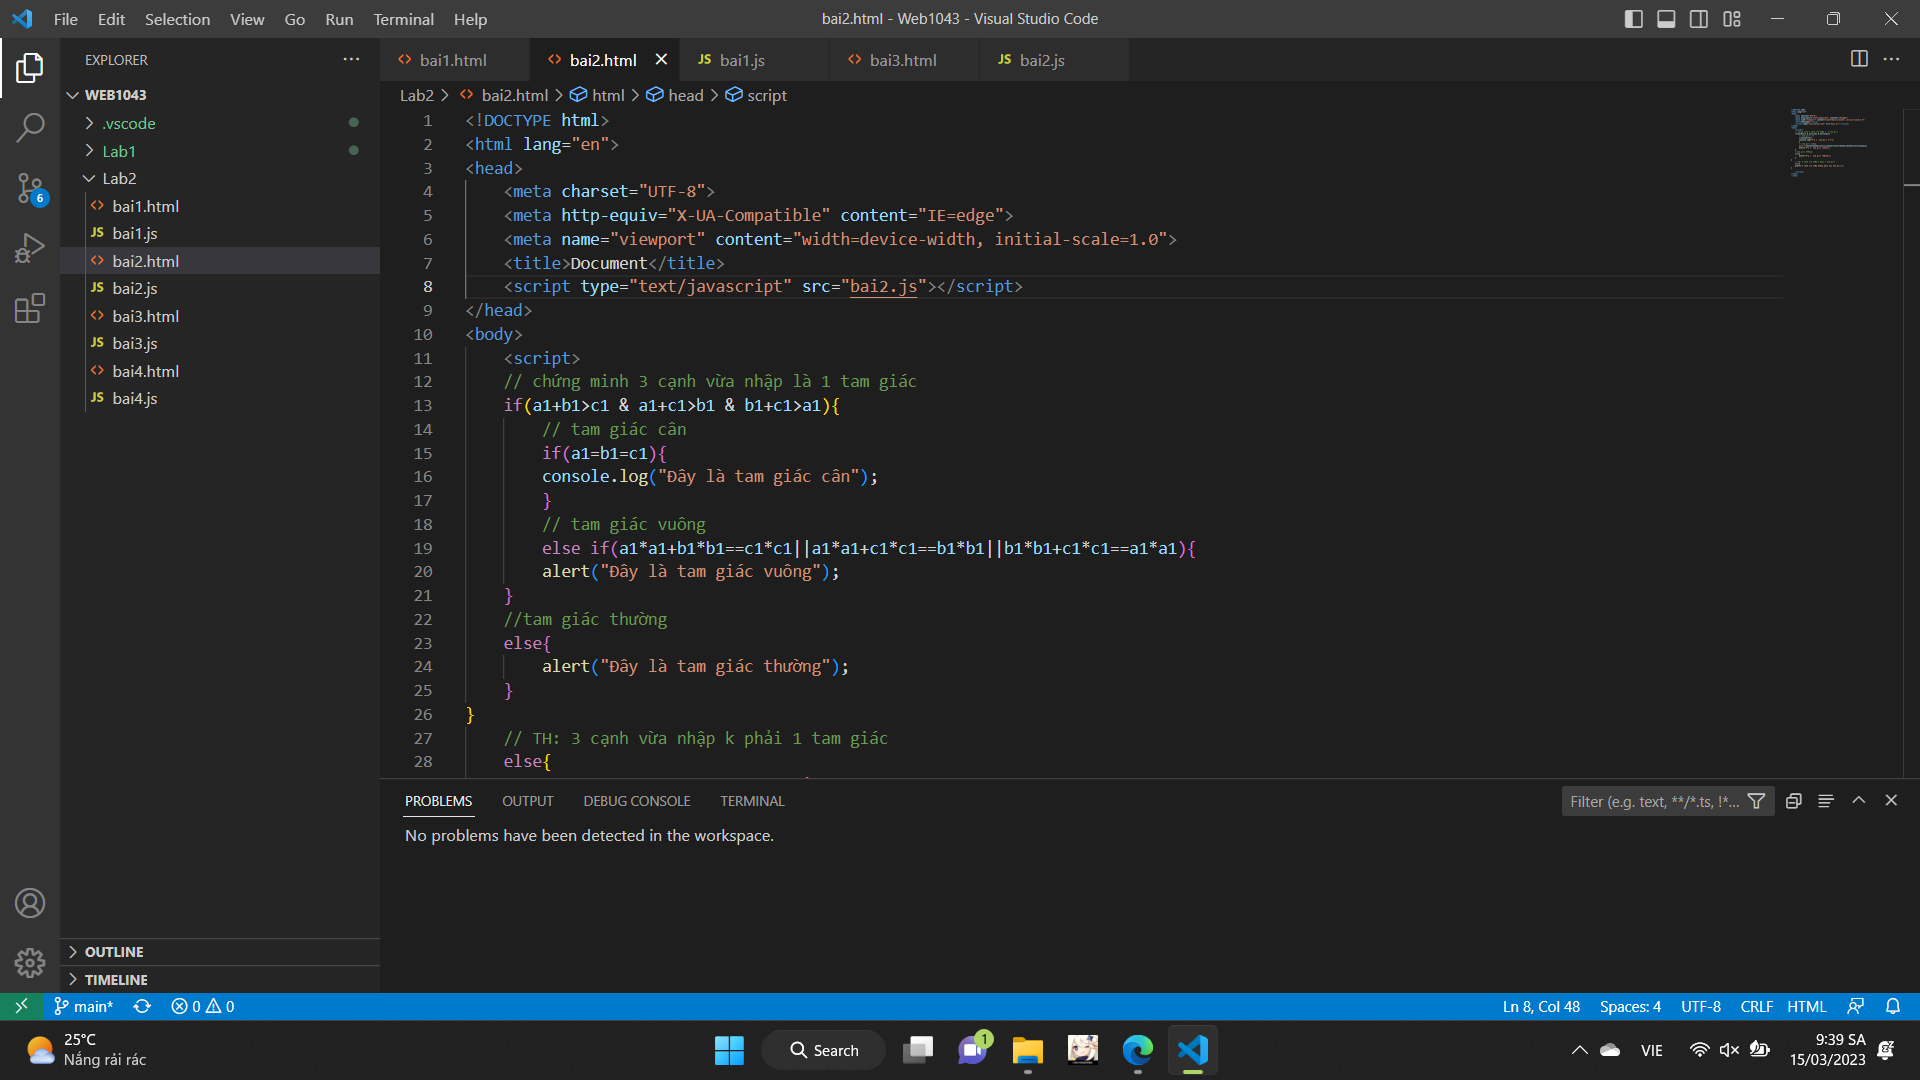 File Edit Selection View Go Run Terminal Help
bai2.html - Web1043 - Visual Studio Code
EXPLORER
WEB1043
.vscode
Lab1
Lab2
bai1.html
JS bai1.js
bai2.html
JS bai2.js
bai3.html
JS bai3.js
bai4.html
JS bai4.js
OUTLINE
TIMELINE
6
bai1.html bai2.html JS bai1.js bai3.html JS bai2.js
Lab2 > bai2.html > html > head > script
1 <!DOCTYPE html>
2 <html lang="en">
3 <head>
4 <meta charset="UTF-8">
5 <meta http-equiv="X-UA-Compatible" content="IE=edge">
6 <meta name="viewport" content="width=device-width, initial-scale=1.0">
7 <title>Document</title>
8 <script type="text/javascript" src="bai2.js"></script>
9 </head>
10 <body>
11 <script>
12 // chứng minh 3 cạnh vừa nhập là 1 tam giác
13 if(a1+b1>c1 & a1+c1>b1 & b1+c1>a1){
14 // tam giác cân
15 if(a1=b1=c1){
16 console.log("Đây là tam giác cân");
17 }
18 // tam giác vuông
19 else if(a1*a1+b1*b1==c1*c1||a1*a1+c1*c1==b1*b1||b1*b1+c1*c1==a1*a1){
20 alert("Đây là tam giác vuông");
21 }
22 //tam giác thường
23 else{
24 alert("Đây là tam giác thường");
25 }
26 }
27 // TH: 3 cạnh vừa nhập k phải 1 tam giác
28 else{
PROBLEMS OUTPUT DEBUG CONSOLE TERMINAL
Filter (e.g. text, **/*.ts, !*...
No problems have been detected in the workspace.
main* 0 0
Ln 8, Col 48 Spaces: 4 UTF-8 CRLF HTML
25°C
Nắng rải rác
Search
1
VIE
9:39 SA
15/03/2023